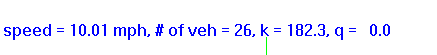 speed = 10.01 mph, # of veh = 26, k = 182.3, q = 0.0